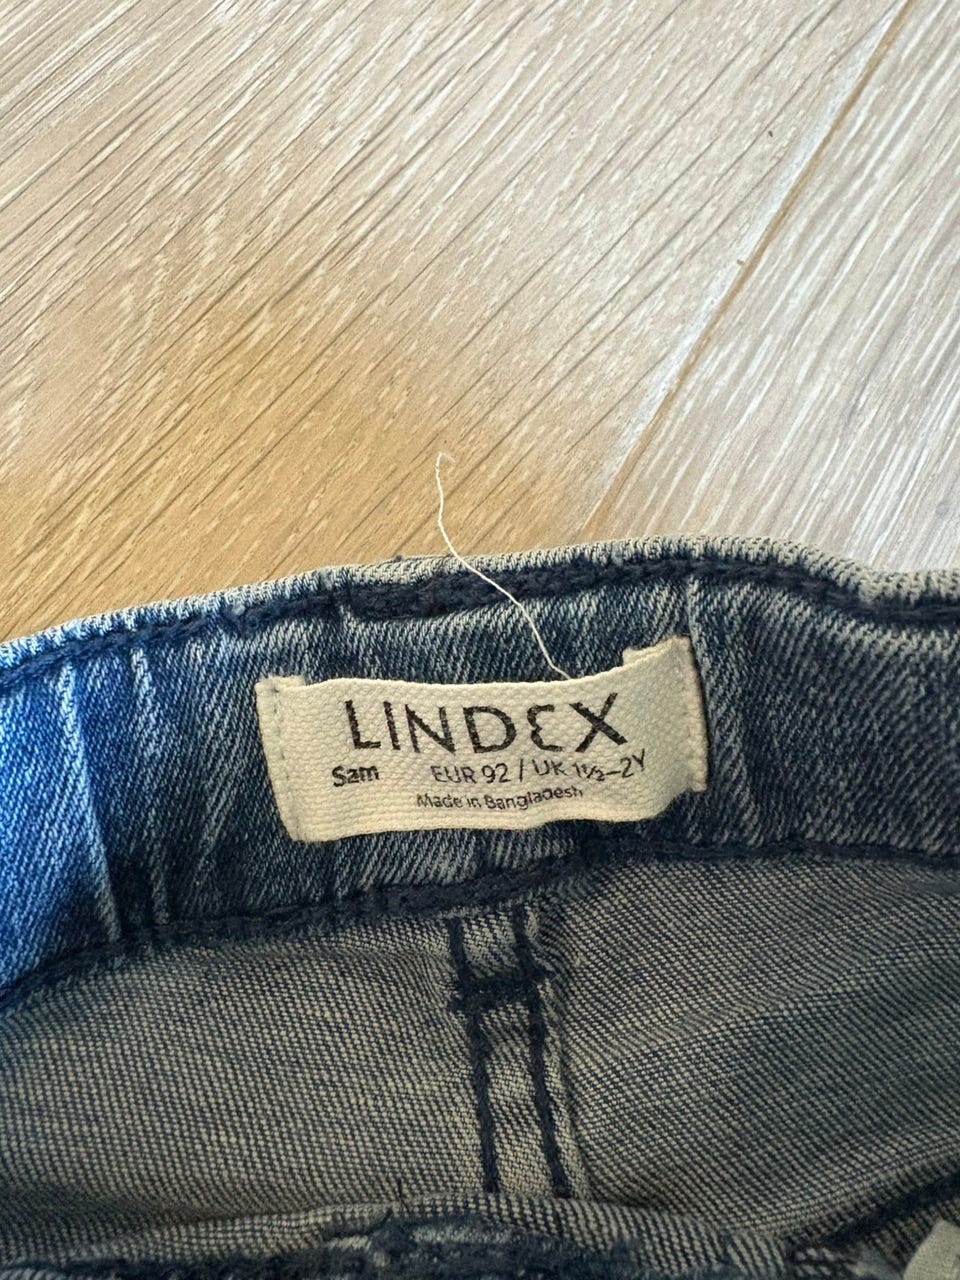 LINDEX
Sam EUR 92 / UK 1½–2Y
Made in Bangladesh